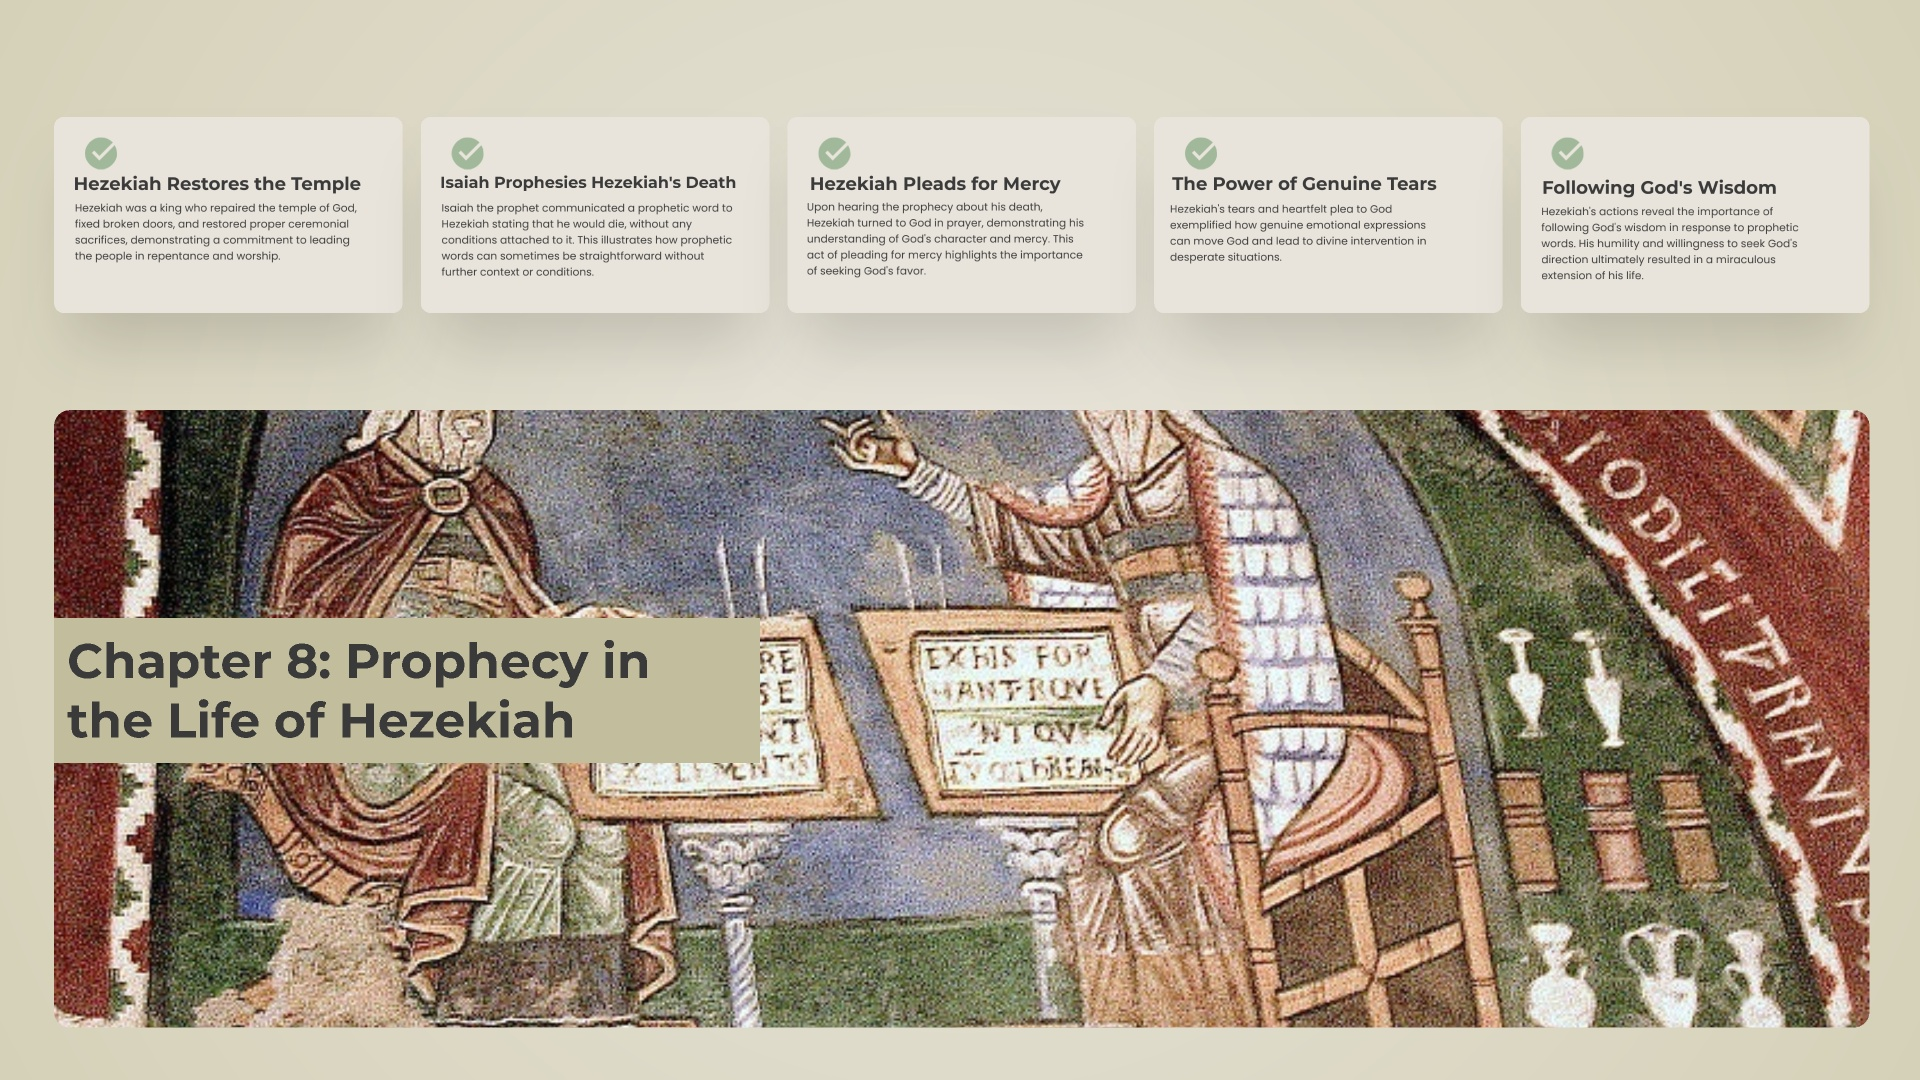 Hezekiah Restores the Temple
Hezekiah was a king who repaired the temple of God,
fixed broken doors, and restored proper ceremonial
sacrifices, demonstrating a commitment to leading
the people in repentance and worship.
Isaiah Prophesies Hezekiah's Death
Isaiah the prophet communicated a prophetic word to
Hezekiah stating that he would die, without any
conditions attached to it. This illustrates how prophetic
words can sometimes be straightforward without
further context or conditions.
Hezekiah Pleads for Mercy
Upon hearing the prophecy about his death,
Hezekiah turned to God in prayer, demonstrating his
understanding of God's character and mercy. This
act of pleading for mercy highlights the importance
of seeking God's favor.
The Power of Genuine Tears
Hezekiah's tears and heartfelt plea to God
exemplified how genuine emotional expressions
can move God and lead to divine intervention in
desperate situations.
Following God's Wisdom
Hezekiah's actions reveal the importance of
following God's wisdom in response to prophetic
words. His humility and willingness to seek God's
direction ultimately resulted in a miraculous
extension of his life.
Chapter 8: Prophecy in
the Life of Hezekiah
RE
SE
NT
EXHIS FOR